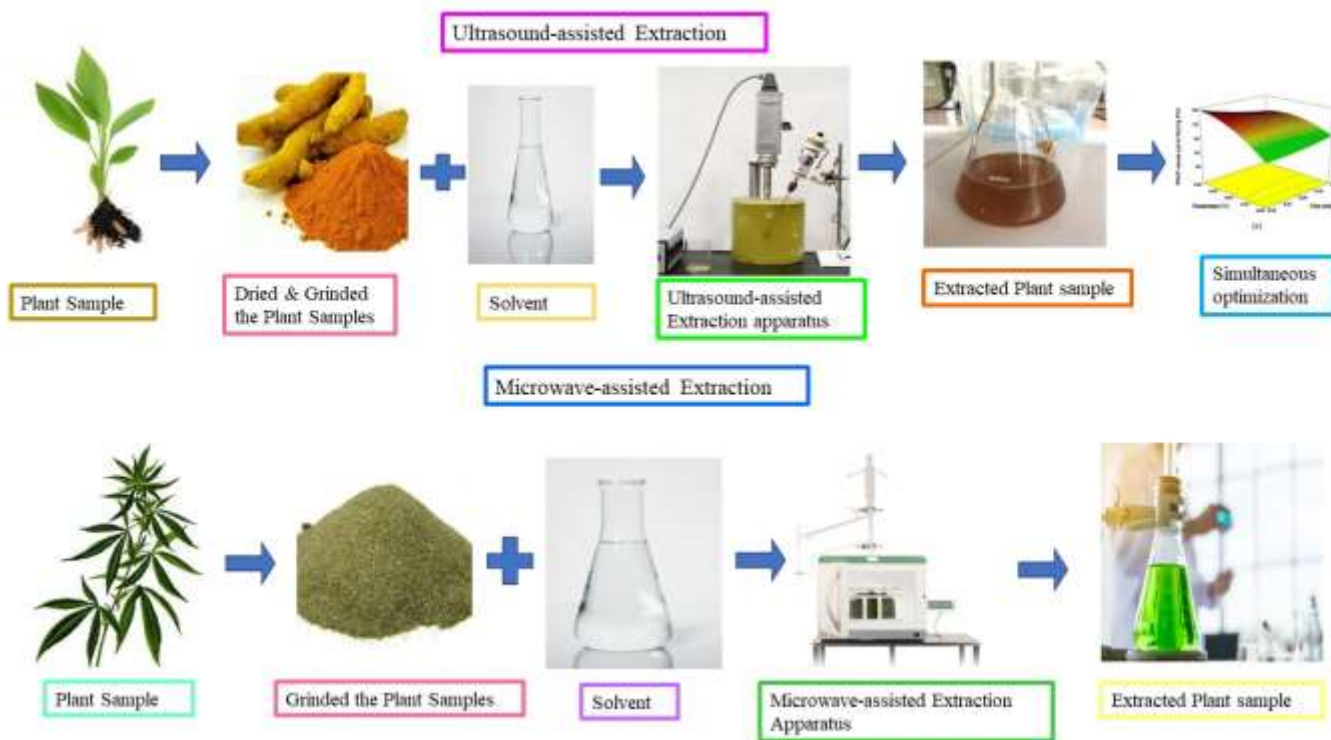 Ultrasound-assisted Extraction
Plant Sample
Dried & Grinded
the Plant Samples
Solvent
Ultrasound-assisted
Extraction apparatus
Extracted Plant sample
Simultaneous
optimization
Microwave-assisted Extraction
Plant Sample
Grinded the Plant Samples
Solvent
Microwave-assisted Extraction
Apparatus
Extracted Plant sample